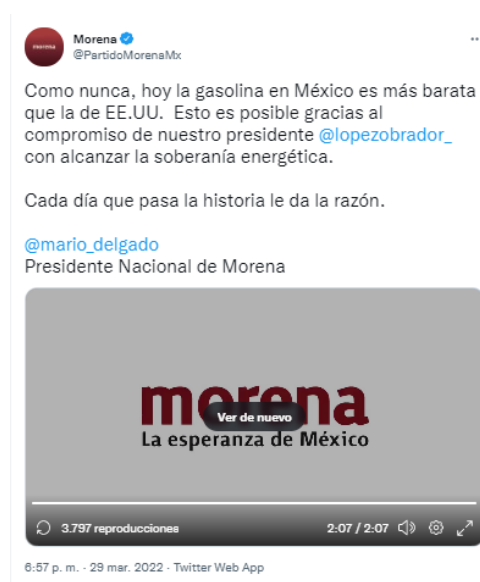 Morena
@PartidoMorenaMx
morena
Como nunca, hoy la gasolina en México es más barata
que la de EE.UU.  Esto es posible gracias al
compromiso de nuestro presidente @lopezobrador_
con alcanzar la soberanía energética.
Cada día que pasa la historia le da la razón.
@mario_delgado
Presidente Nacional de Morena
morena
Ver de nuevo
La esperanza de México
3.797 reproducciones
2:07 / 2:07
6:57 p. m. · 29 mar. 2022 · Twitter Web App